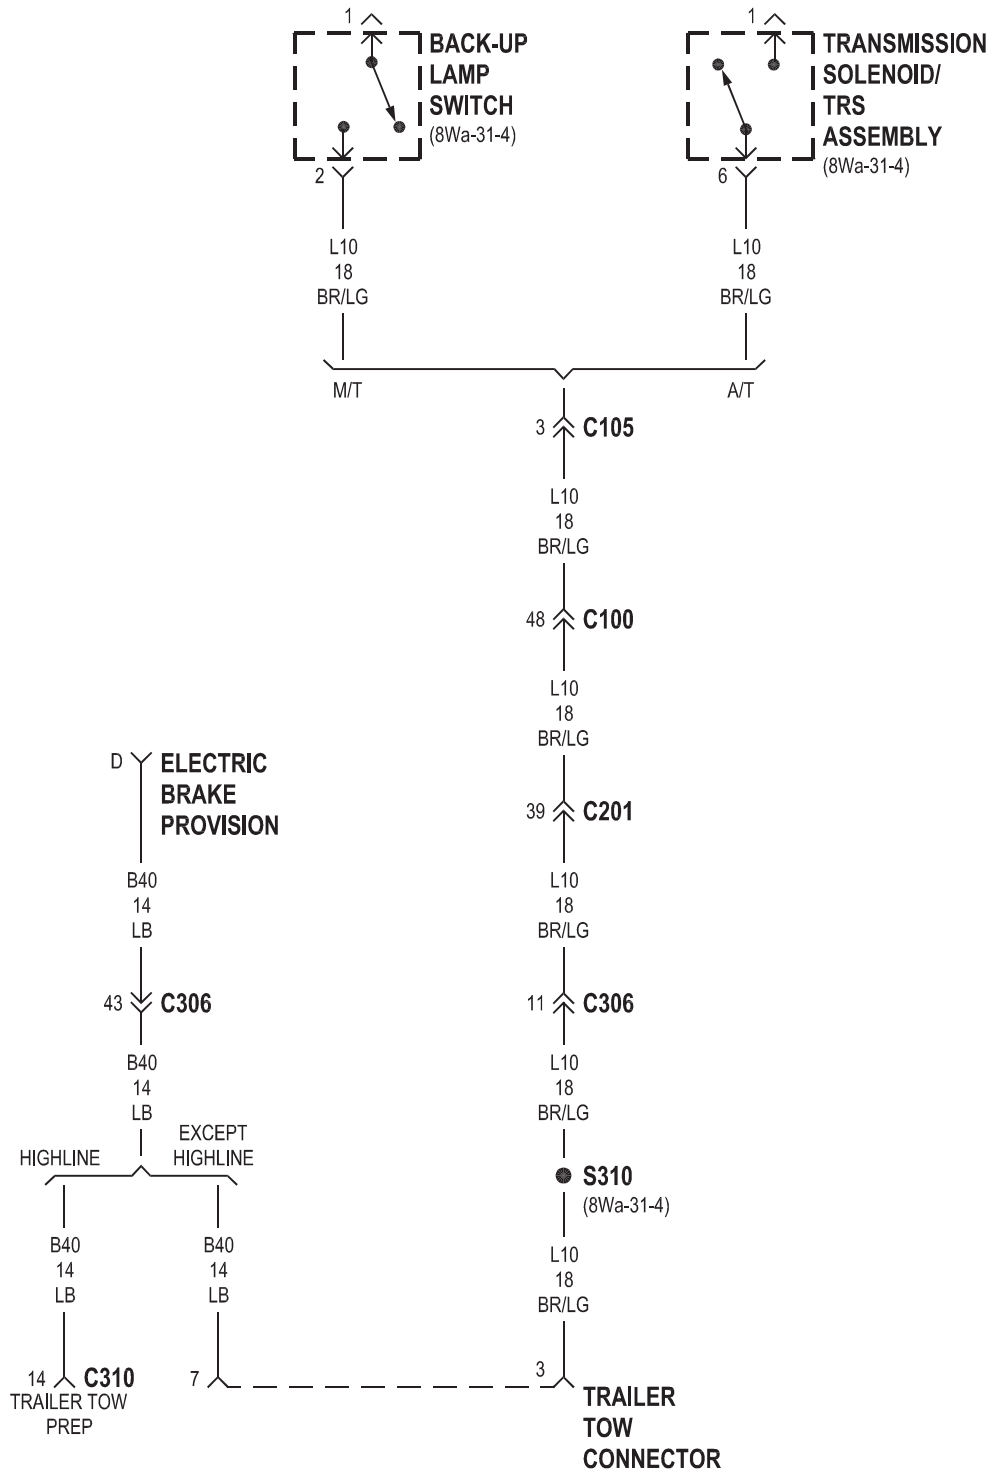 1
BACK-UP
LAMP
SWITCH
(8Wa-31-4)
2
1
TRANSMISSION
SOLENOID/
TRS
ASSEMBLY
(8Wa-31-4)
6
L10
18
BR/LG
L10
18
BR/LG
M/T
A/T
3 C105
L10
18
BR/LG
48 C100
L10
18
BR/LG
D ELECTRIC
BRAKE
PROVISION
39 C201
B40
14
LB
L10
18
BR/LG
43 C306
11 C306
B40
14
LB
L10
18
BR/LG
HIGHLINE
EXCEPT
HIGHLINE
S310
(8Wa-31-4)
B40
14
LB
B40
14
LB
L10
18
BR/LG
14 C310
TRAILER TOW
PREP
7
3
TRAILER
TOW
CONNECTOR